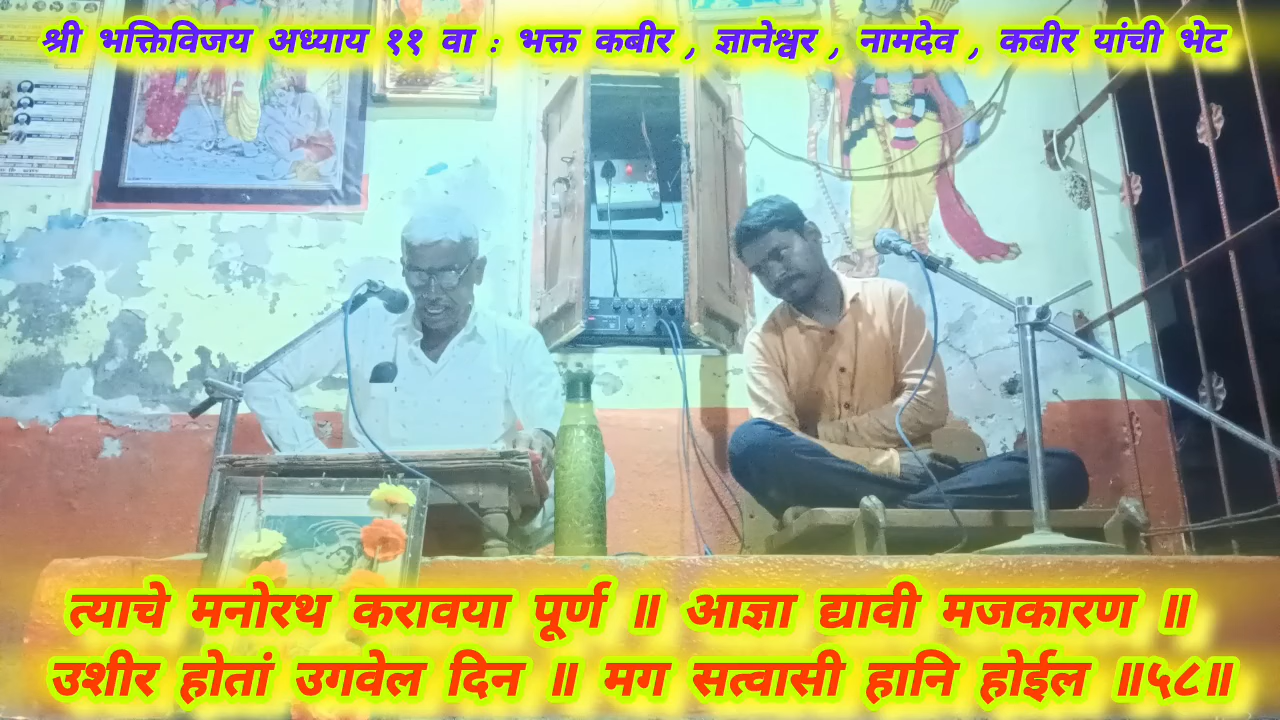 श्री भक्तिविजय अध्याय ११ वा : भक्त कबीर , ज्ञानेश्वर , नामदेव , कबीर यांची भेट
त्याचे मनोरथ करावया पूर्ण ॥ आज्ञा द्यावी मजकारण ॥
उशीर होतां उगवेल दिन ॥ मग सत्वासी हानि होईल ॥५८॥